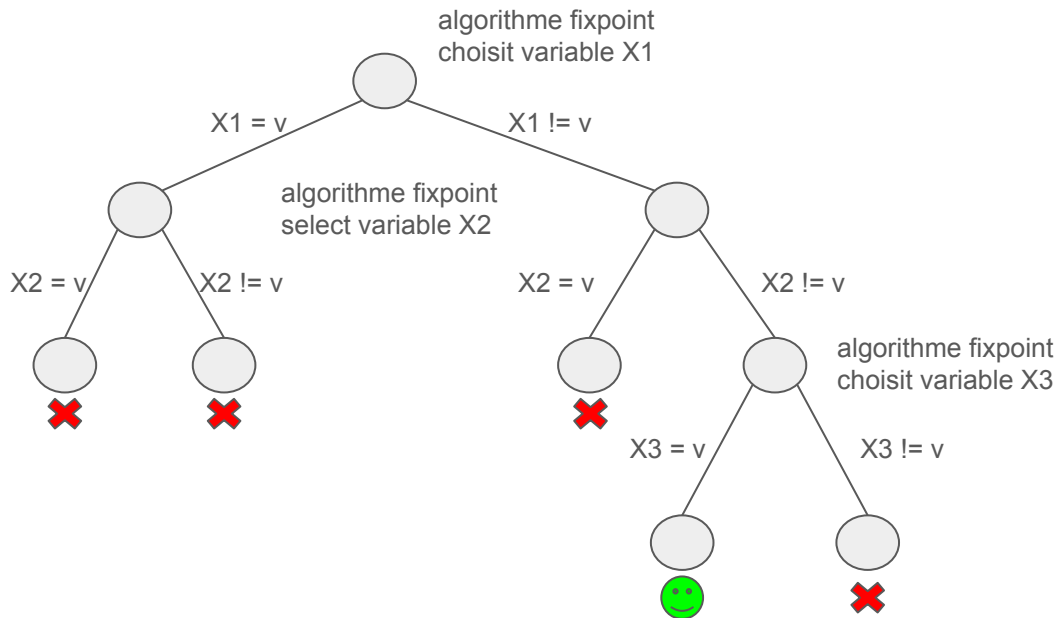 algorithme fixpoint
choisit variable X1
X1 = v
X1 != v
algorithme fixpoint
select variable X2
X2 = v
X2 != v
X2 = v
X2 != v
algorithme fixpoint
choisit variable X3
X3 = v
X3 != v